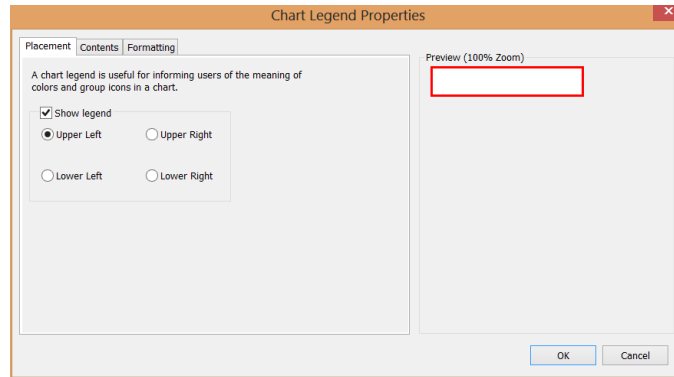 Chart Legend Properties
Placement Contents Formatting
A chart legend is useful for informing users of the meaning of
colors and group icons in a chart.
Show legend
Upper Left Upper Right
Lower Left Lower Right
Preview (100% Zoom)
OK Cancel